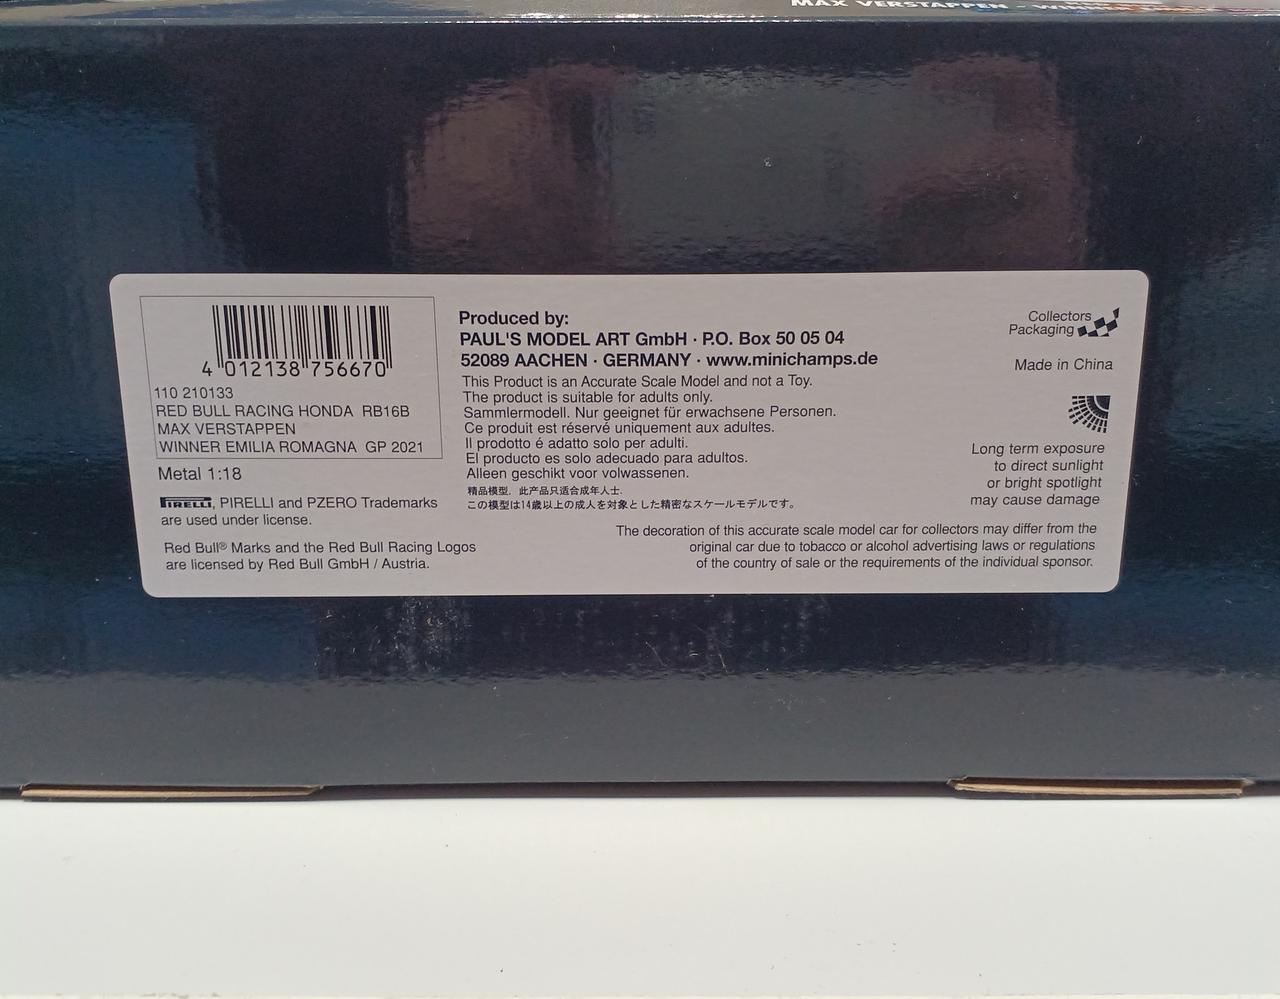 MAX VERSTAPPEN
4 012138 756670
110 210133
RED BULL RACING HONDA RB16B
MAX VERSTAPPEN
WINNER EMILIA ROMAGNA GP 2021
Metal 1:18
PIRELLI, PIRELLI and PZERO Trademarks
are used under license.
Red Bull® Marks and the Red Bull Racing Logos
are licensed by Red Bull GmbH / Austria.
Produced by:
PAUL'S MODEL ART GmbH · P.O. Box 50 05 04
52089 AACHEN · GERMANY · www.minichamps.de
This Product is an Accurate Scale Model and not a Toy.
The product is suitable for adults only.
Sammlermodell. Nur geeignet für erwachsene Personen.
Ce produit est réservé uniquement aux adultes.
Il prodotto é adatto solo per adulti.
El producto es solo adecuado para adultos.
Alleen geschikt voor volwassenen.
精品模型，此产品只适合成年人士.
この模型は14歳以上の成人を対象とした精密なスケールモデルです。
Collectors
Packaging
Made in China
Long term exposure
to direct sunlight
or bright spotlight
may cause damage
The decoration of this accurate scale model car for collectors may differ from the
original car due to tobacco or alcohol advertising laws or regulations
of the country of sale or the requirements of the individual sponsor.